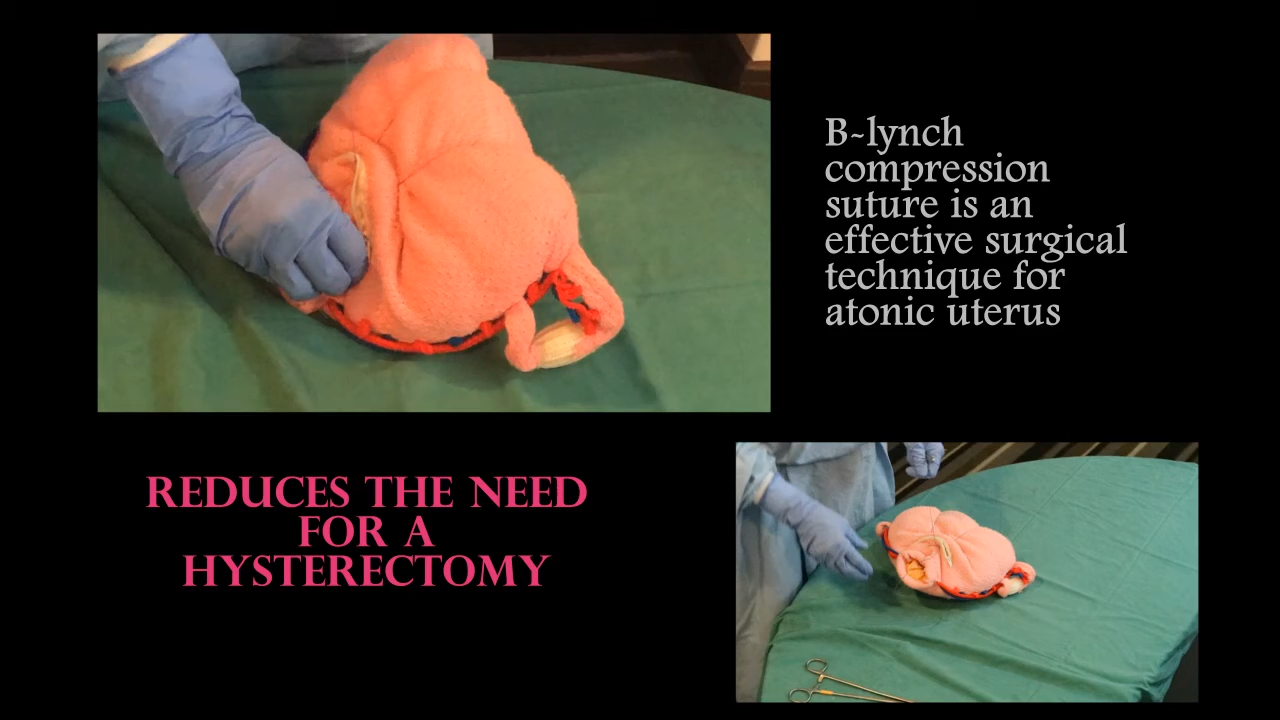 B-lynch
compression
suture is an
effective surgical
technique for
atonic uterus
REDUCES THE NEED
FOR A
HYSTERECTOMY